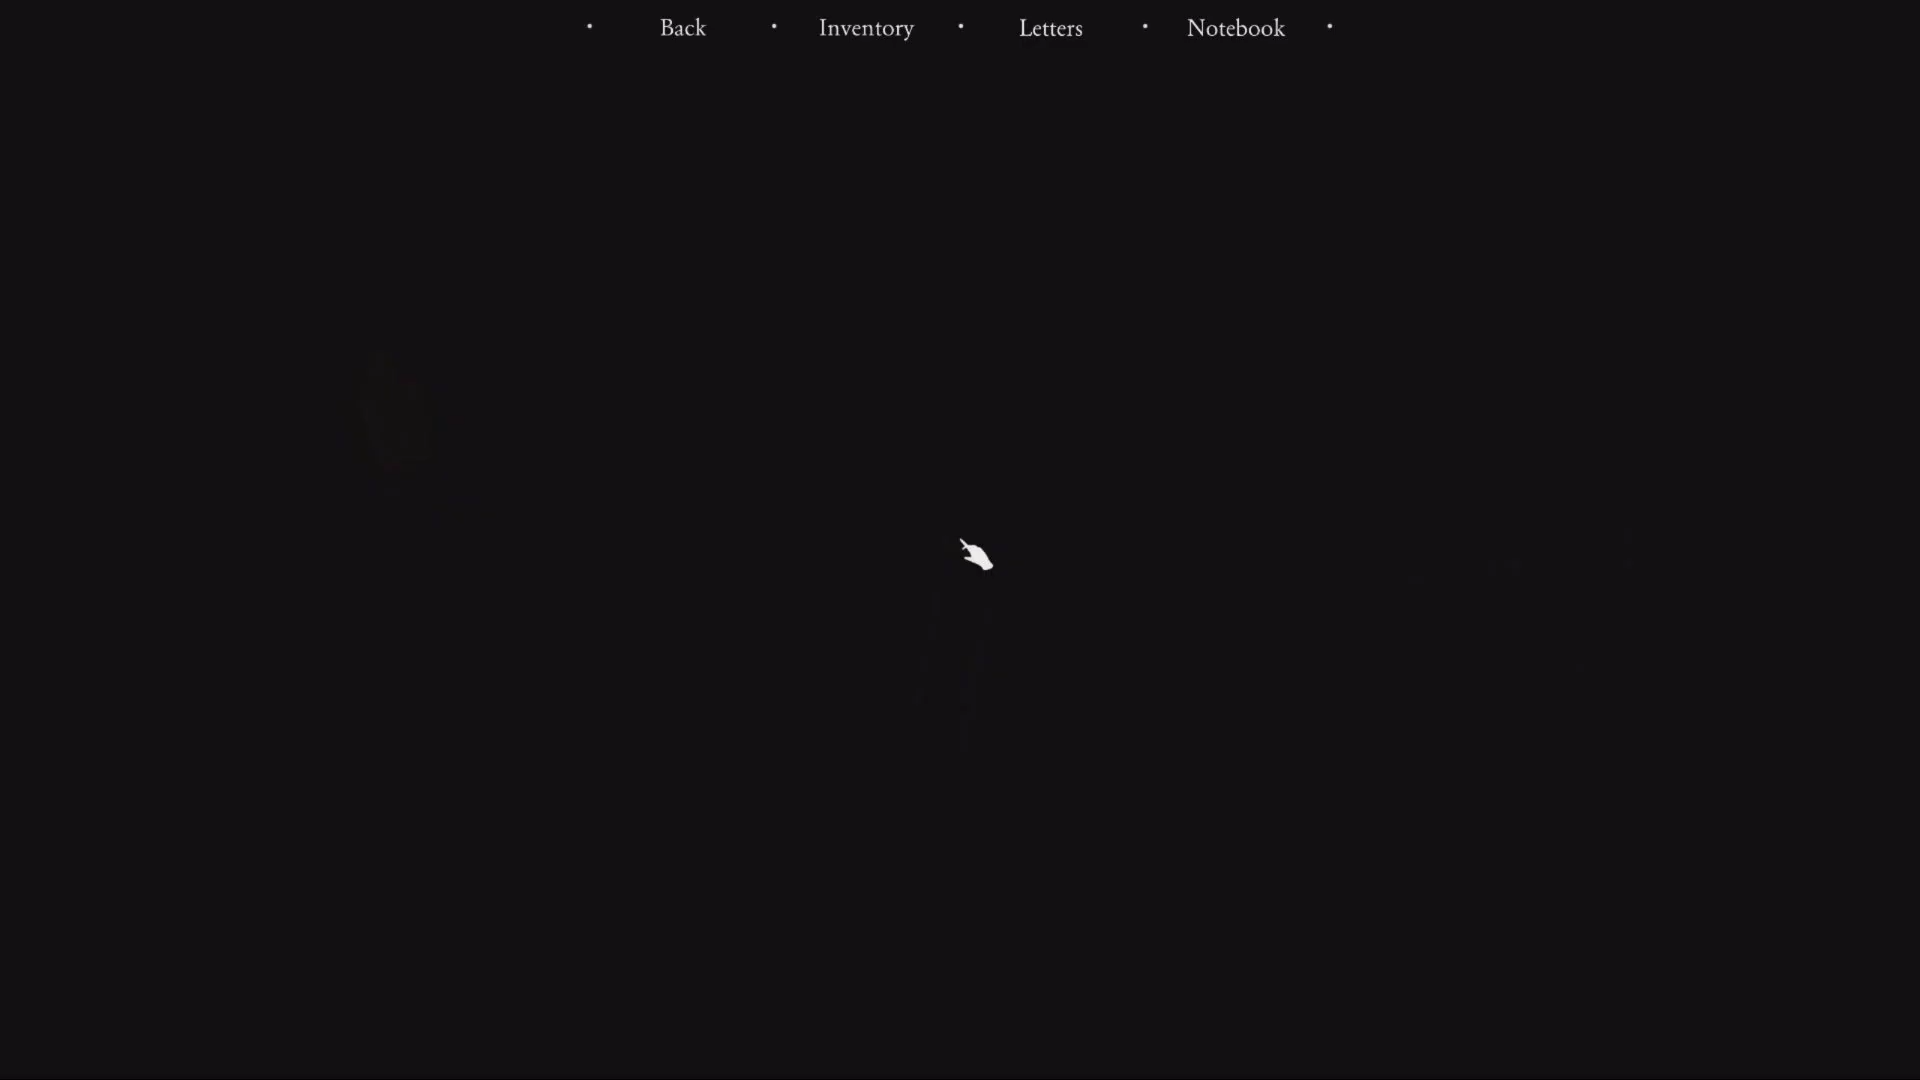 • Back • Inventory • Letters • Notebook •